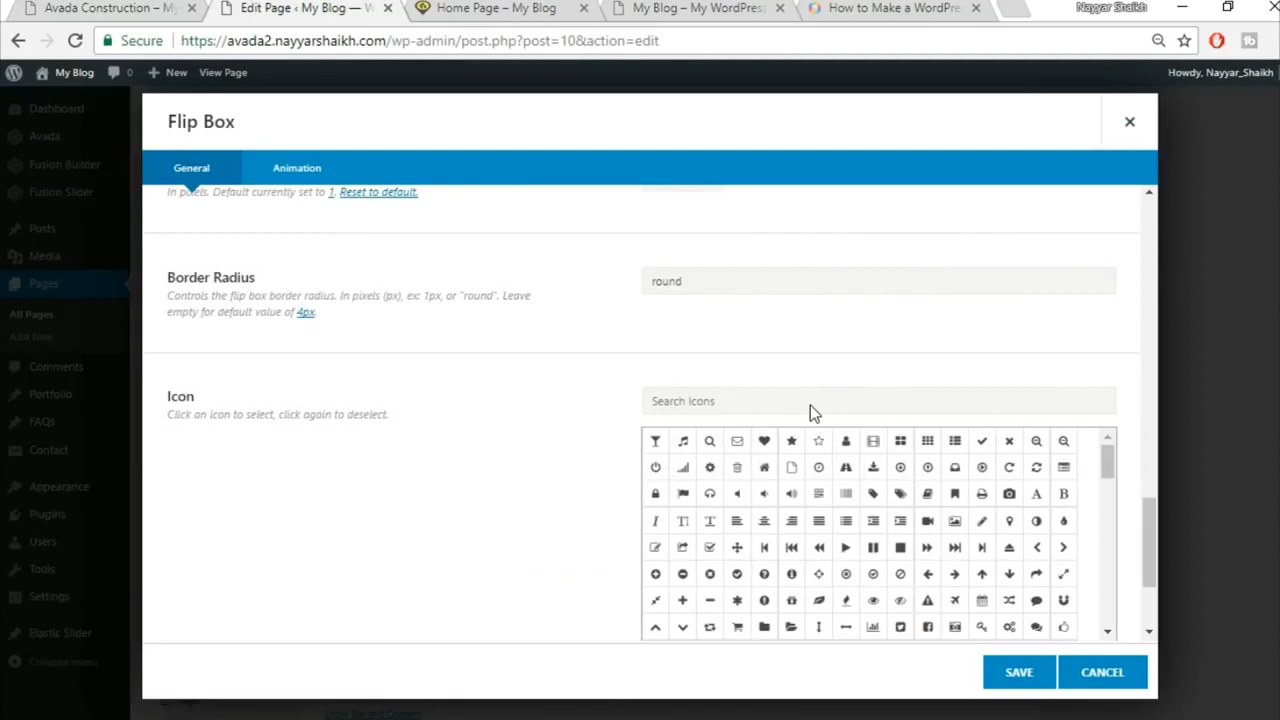 Avada Construction – My
Edit Page ‹ My Blog — W
Home Page – My Blog
My Blog – My WordPress
How to Make a WordPre
Nayyar Shaikh
Secure
https://avada2.nayyarshaikh.com/wp-admin/post.php?post=10&action=edit
My Blog
0
New
View Page
Howdy, Nayyar_Shaikh
Dashboard
Avada
Fusion Builder
Fusion Slider
Posts
Media
Pages
All Pages
Add New
Comments
Portfolio
FAQs
Contact
Appearance
Plugins
Users
Tools
Settings
Elastic Slider
Collapse menu
Flip Box
General
Animation
In pixels. Default currently set to 1. Reset to default.
Border Radius
Controls the flip box border radius. In pixels (px), ex: 1px, or "round". Leave
empty for default value of 4px.
round
Icon
Click an icon to select, click again to deselect.
Search Icons
SAVE
CANCEL